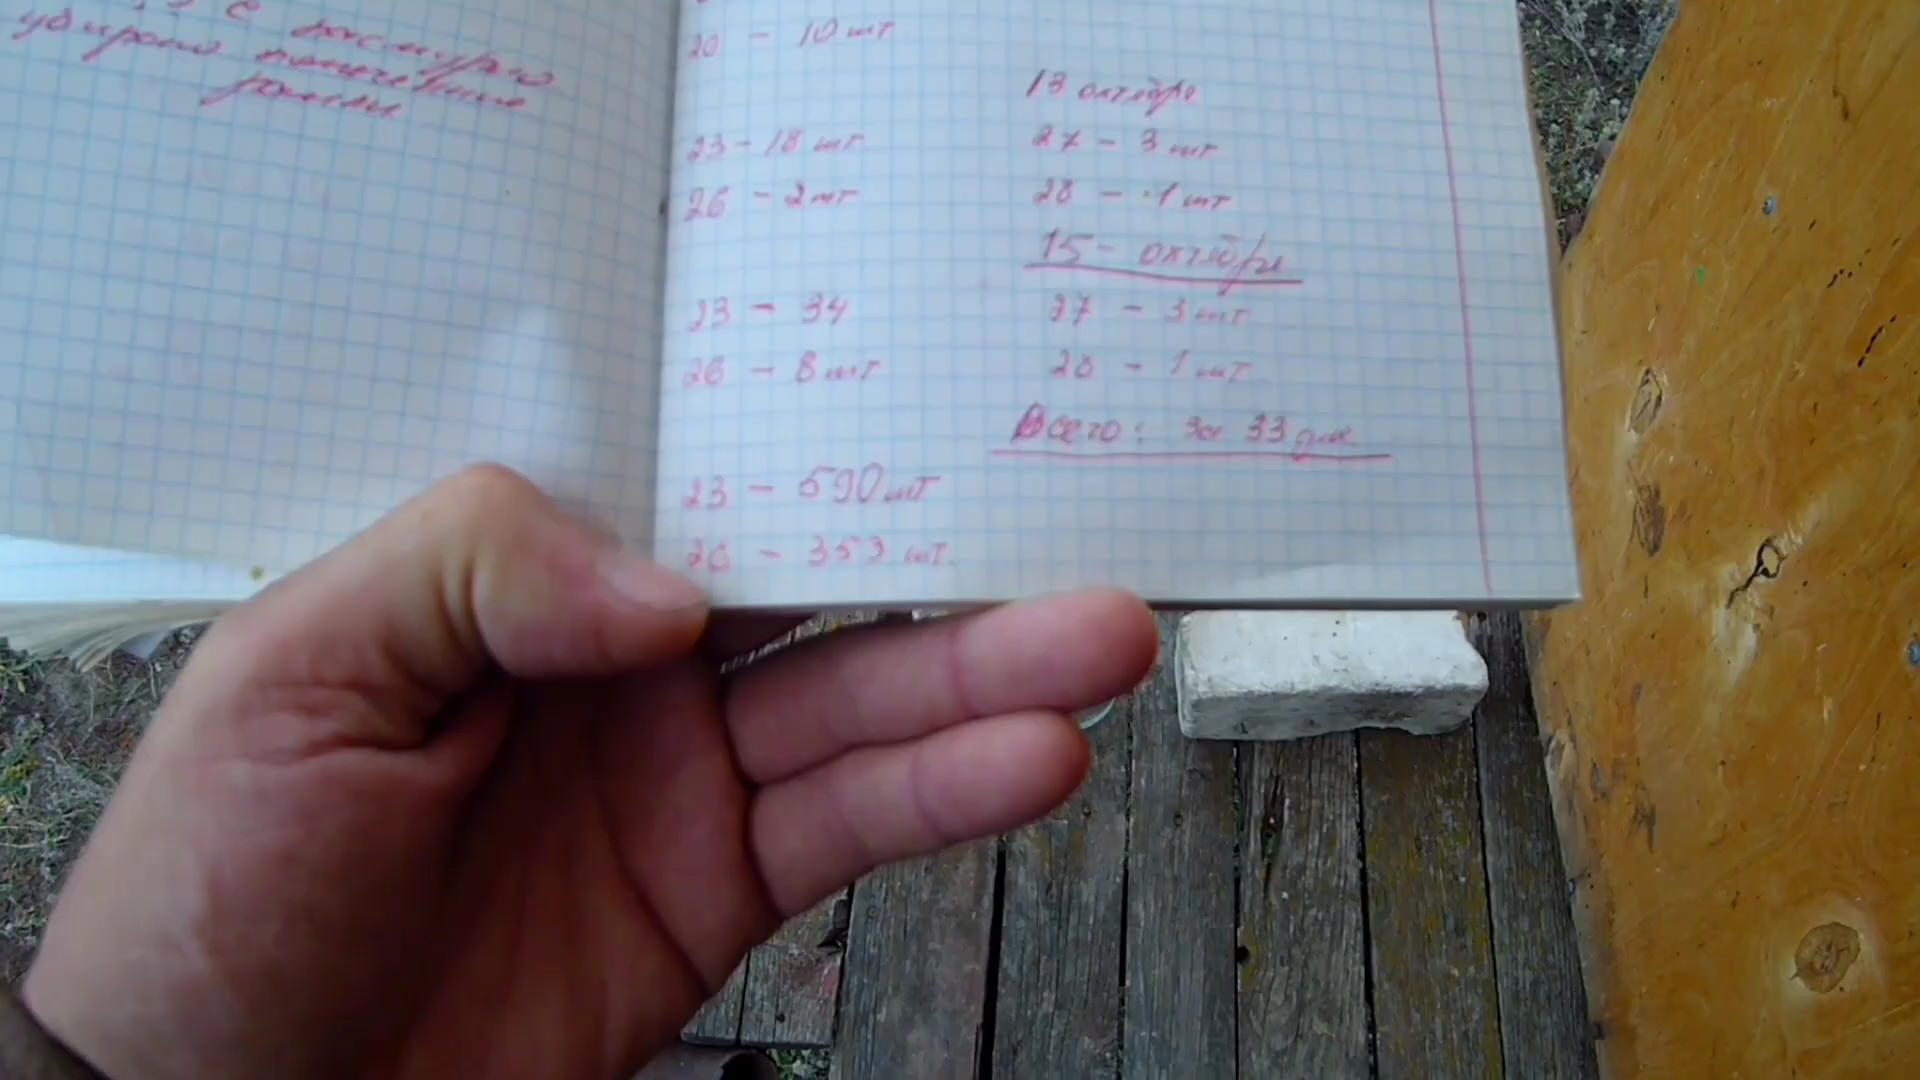 20 - 10 шт
23 - 18 шт
26 - 2 шт
23 - 34
26 - 8 шт
23 - 590 шт
26 - 353 шт.
13 октября
27 - 3 шт
28 - 1 шт
15 - октября
27 - 3 шт
28 - 1 шт
Всего: за 33 дня